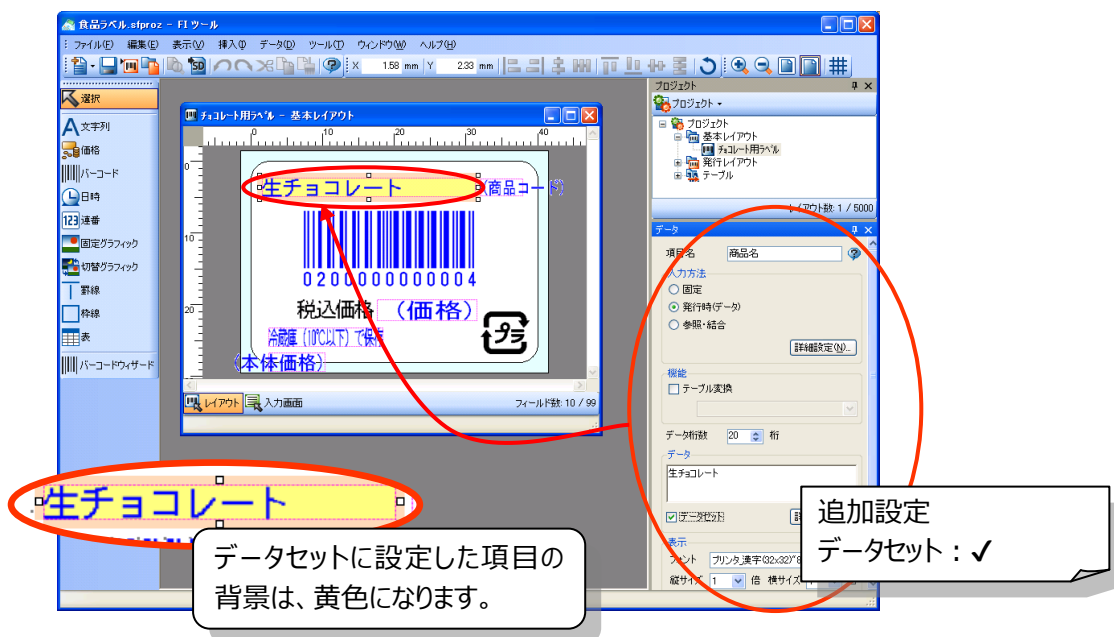 食品ラベル.sfproz - FIツール
ファイル(F) 編集(E) 表示(V) 挿入(I) データ(D) ツール(T) ウィンドウ(W) ヘルプ(H)
X 1.58 mm Y 2.33 mm
選択
文字列
価格
バーコード
日時
123 連番
固定グラフィック
切替グラフィック
罫線
枠線
表
バーコードウィザード
チョコレート用ラベル - 基本レイアウト
0 10 20 30 40
0
10
20
生チョコレート
(商品コード)
0200000000004
税込価格 (価格)
冷蔵庫(10℃以下)で保存
プラ
(本体価格)
レイアウト 入力画面
フィールド数: 10 / 99
プロジェクト
プロジェクト
プロジェクト
基本レイアウト
チョコレート用ラベル
発行レイアウト
テーブル
レイアウト数: 1 / 5000
データ
項目名 商品名
入力方法
固定
発行時(データ)
参照・結合
詳細設定(N)...
機能
テーブル変換
データ桁数 20 桁
データ
生チョコレート
データセット
表示
フォント プリンタ_漢字(32x32)
縦サイズ 1 倍 横サイズ
生チョコレート
データセットに設定した項目の
背景は、黄色になります。
追加設定
データセット：✓